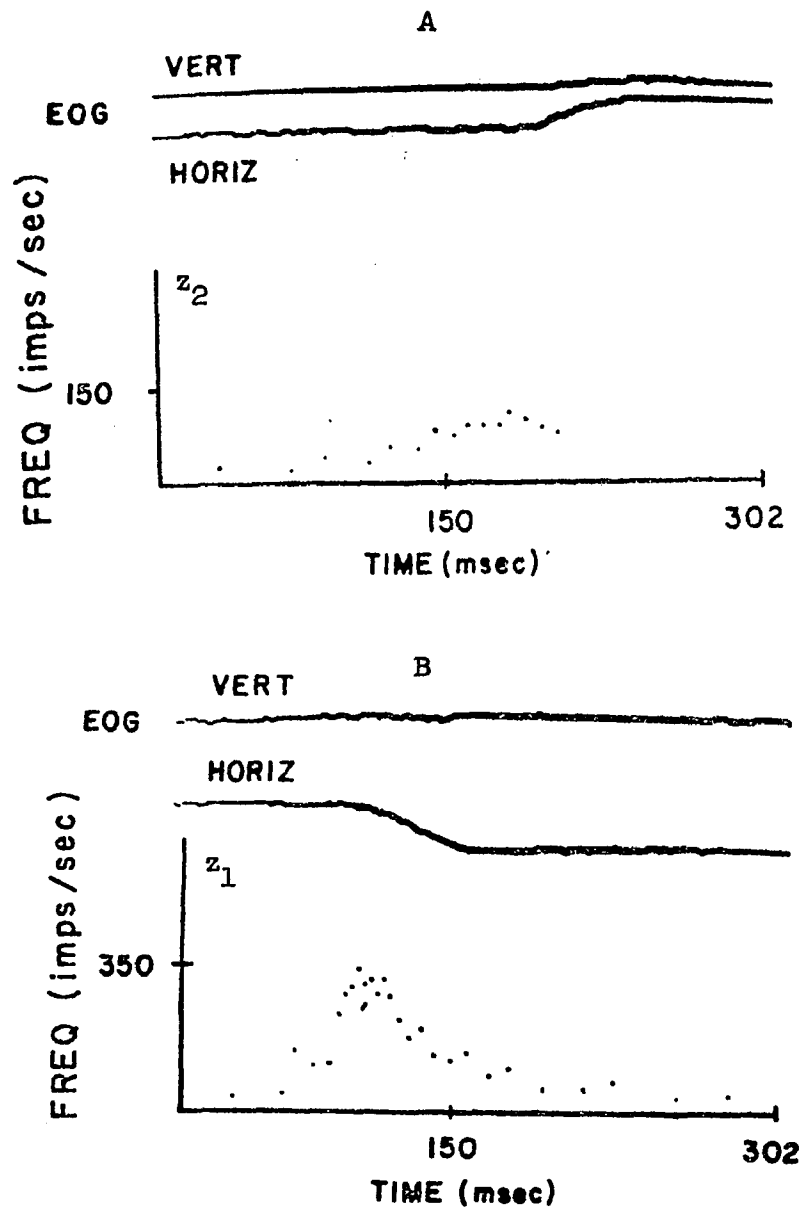 A
VERT
EOG
HORIZ
FREQ (imps/sec)
z2
150
150
302
TIME (msec)
B
VERT
EOG
HORIZ
FREQ (imps/sec)
z1
350
150
302
TIME (msec)